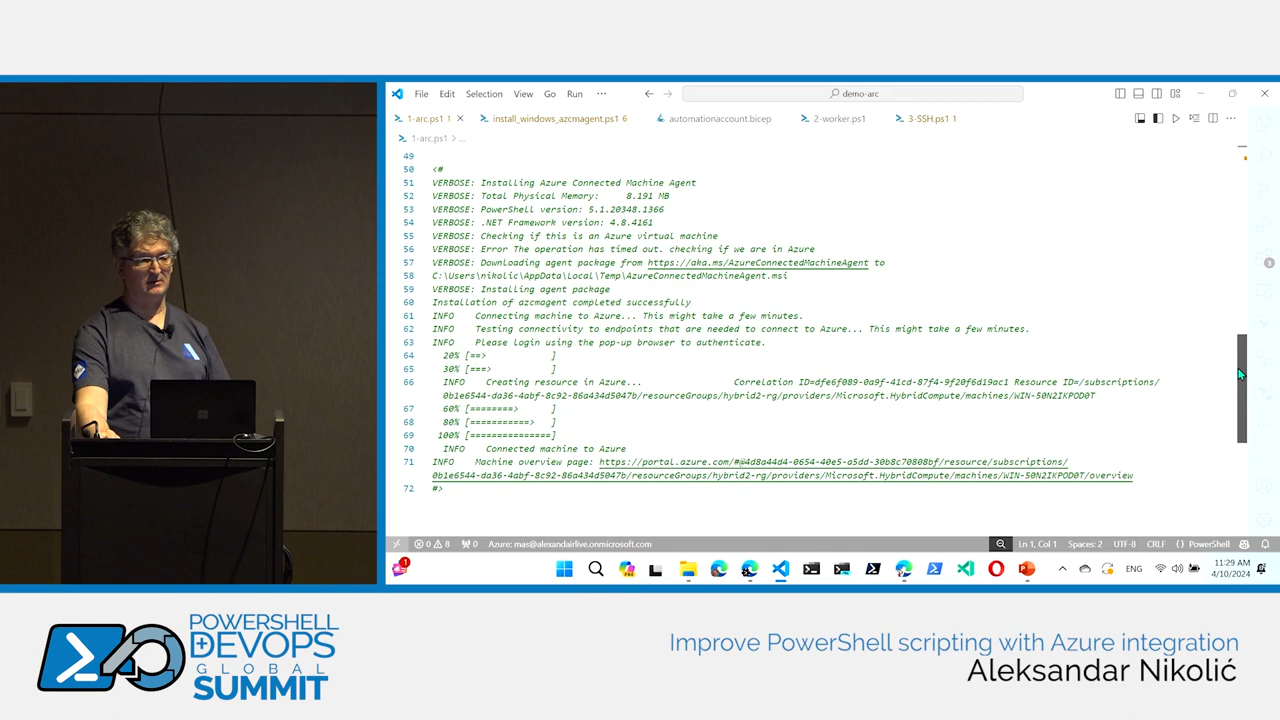 File Edit Selection View Go Run ··· demo-arc
1-arc.ps1 1 install_windows_azcmagent.ps1 6 automationaccount.bicep 2-worker.ps1 3-SSH.ps1 1
1-arc.ps1 > ...
49
50 <#
51 VERBOSE: Installing Azure Connected Machine Agent
52 VERBOSE: Total Physical Memory: 8.191 MB
53 VERBOSE: PowerShell version: 5.1.20348.1366
54 VERBOSE: .NET Framework version: 4.8.4161
55 VERBOSE: Checking if this is an Azure virtual machine
56 VERBOSE: Error The operation has timed out. checking if we are in Azure
57 VERBOSE: Downloading agent package from https://aka.ms/AzureConnectedMachineAgent to
58 C:\Users\nikolic\AppData\Local\Temp\AzureConnectedMachineAgent.msi
59 VERBOSE: Installing agent package
60 Installation of azcmagent completed successfully
61 INFO Connecting machine to Azure... This might take a few minutes.
62 INFO Testing connectivity to endpoints that are needed to connect to Azure... This might take a few minutes.
63 INFO Please Login using the pop-up browser to authenticate.
64 20% [==> ]
65 30% [===> ]
66 INFO Creating resource in Azure... Correlation ID=dfe6f089-0a9f-41cd-87f4-9f20f6d19ac1 Resource ID=/subscriptions/
0b1e6544-da36-4abf-8c92-86a434d5047b/resourceGroups/hybrid2-rg/providers/Microsoft.HybridCompute/machines/WIN-50N2IKPOD0T
67 60% [========> ]
68 80% [===========> ]
69 100% [===============]
70 INFO Connected machine to Azure
71 INFO Machine overview page: https://portal.azure.com/#@4d8a44d4-0654-40e5-a5dd-30b8c70808bf/resource/subscriptions/
0b1e6544-da36-4abf-8c92-86a434d5047b/resourceGroups/hybrid2-rg/providers/Microsoft.HybridCompute/machines/WIN-50N2IKPOD0T/overview
72 #>
0 8 0 Azure: mas@alexandairlive.onmicrosoft.com Ln 1, Col 1 Spaces: 2 UTF-8 CRLF { } PowerShell
ENG 11:29 AM
4/10/2024
POWERSHELL
DEVOPS
GLOBAL
SUMMIT
Improve PowerShell scripting with Azure integration
Aleksandar Nikolić